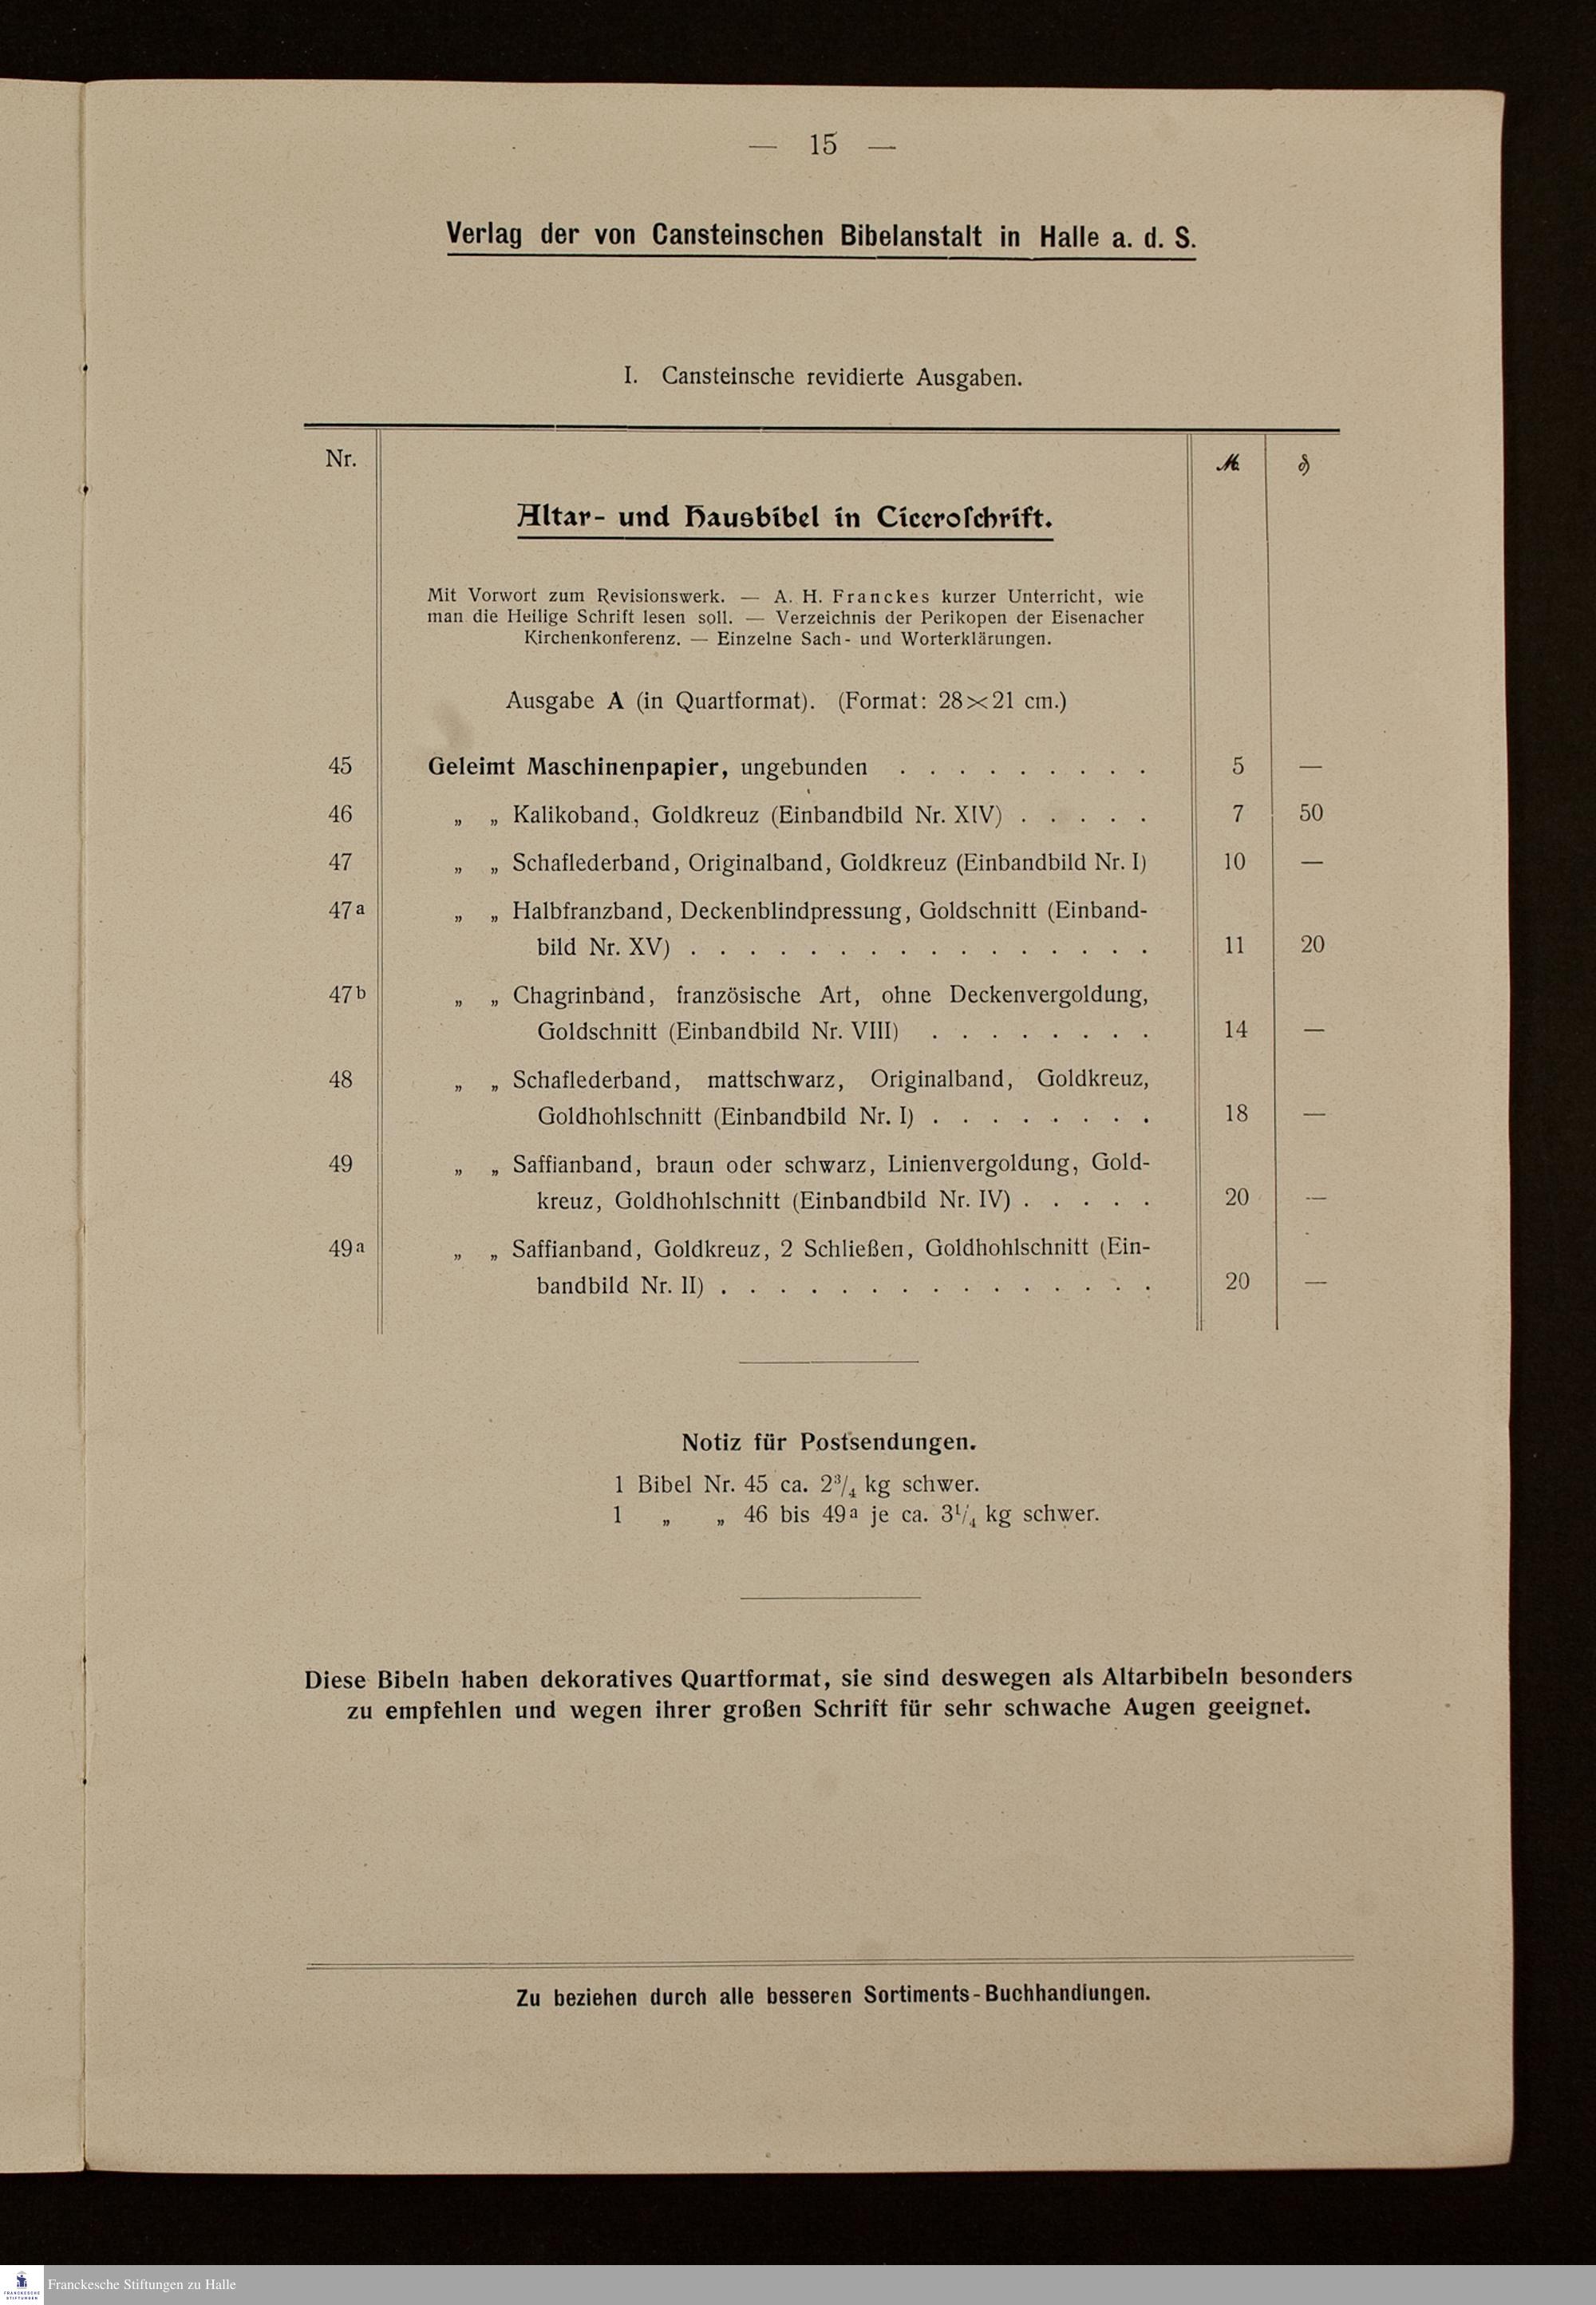 — 15 —
Verlag der von Cansteinschen Bibelanstalt in Halle a. d. S.
I. Cansteinsche revidierte Ausgaben.
Nr. ℳ ₰
Altar- und Hausbibel in Ciceroſchrift.
Mit Vorwort zum Revisionswerk. — A. H. Franckes kurzer Unterricht, wie
man die Heilige Schrift lesen soll. — Verzeichnis der Perikopen der Eisenacher
Kirchenkonferenz. — Einzelne Sach- und Worterklärungen.
Ausgabe A (in Quartformat). (Format: 28×21 cm.)
45 Geleimt Maschinenpapier, ungebunden . . . . . . . . . 5 —
46 „ „ Kalikoband, Goldkreuz (Einbandbild Nr. XIV) . . . . . 7 50
47 „ „ Schaflederband, Originalband, Goldkreuz (Einbandbild Nr. I) 10 —
47a „ „ Halbfranzband, Deckenblindpressung, Goldschnitt (Einband-
bild Nr. XV) . . . . . . . . . . . . . . . . 11 20
47b „ „ Chagrinband, französische Art, ohne Deckenvergoldung,
Goldschnitt (Einbandbild Nr. VIII) . . . . . . . . 14 —
48 „ „ Schaflederband, mattschwarz, Originalband, Goldkreuz,
Goldhohlschnitt (Einbandbild Nr. I) . . . . . . . . 18 —
49 „ „ Saffianband, braun oder schwarz, Linienvergoldung, Gold-
kreuz, Goldhohlschnitt (Einbandbild Nr. IV) . . . . . 20 —
49a „ „ Saffianband, Goldkreuz, 2 Schließen, Goldhohlschnitt (Ein-
bandbild Nr. II) . . . . . . . . . . . . . . . 20 —
Notiz für Postsendungen.
1 Bibel Nr. 45 ca. 2³/₄ kg schwer.
1 „ „ 46 bis 49a je ca. 3¹/₄ kg schwer.
Diese Bibeln haben dekoratives Quartformat, sie sind deswegen als Altarbibeln besonders
zu empfehlen und wegen ihrer großen Schrift für sehr schwache Augen geeignet.
Zu beziehen durch alle besseren Sortiments-Buchhandlungen.
FRANCKESCHE
STIFTUNGEN
Franckesche Stiftungen zu Halle